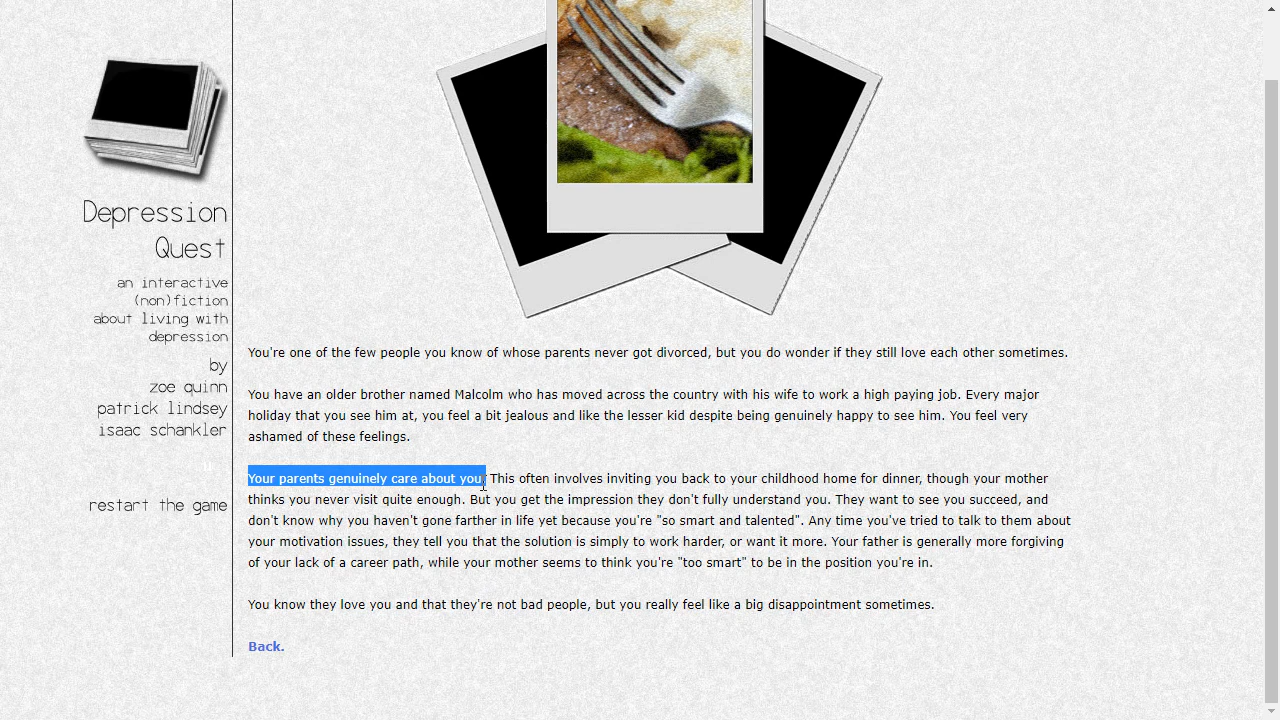 Depression
Quest
an interactive
(non)fiction
about living with
depression
by
zoe quinn
patrick lindsey
isaac schankler
restart the game
You're one of the few people you know of whose parents never got divorced, but you do wonder if they still love each other sometimes.
You have an older brother named Malcolm who has moved across the country with his wife to work a high paying job. Every major
holiday that you see him at, you feel a bit jealous and like the lesser kid despite being genuinely happy to see him. You feel very
ashamed of these feelings.
Your parents genuinely care about you. This often involves inviting you back to your childhood home for dinner, though your mother
thinks you never visit quite enough. But you get the impression they don't fully understand you. They want to see you succeed, and
don't know why you haven't gone farther in life yet because you're "so smart and talented". Any time you've tried to talk to them about
your motivation issues, they tell you that the solution is simply to work harder, or want it more. Your father is generally more forgiving
of your lack of a career path, while your mother seems to think you're "too smart" to be in the position you're in.
You know they love you and that they're not bad people, but you really feel like a big disappointment sometimes.
Back.